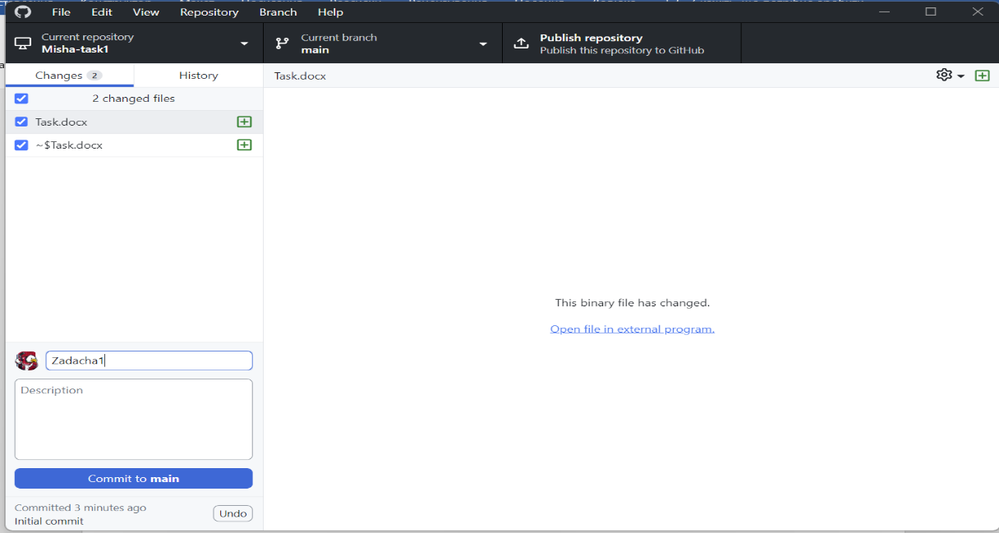 File Edit View Repository Branch Help
Current repository
Misha-task1
Current branch
main
Publish repository
Publish this repository to GitHub
Changes 2
History
Task.docx
2 changed files
Task.docx
~$Task.docx
This binary file has changed.
Open file in external program.
Zadacha1
Description
Commit to main
Committed 3 minutes ago
Initial commit
Undo